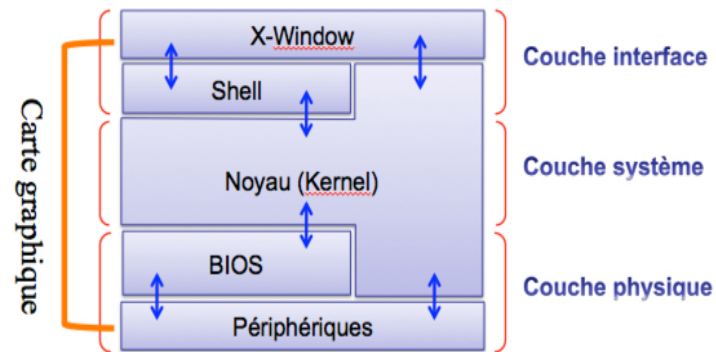 X-Window
Couche interface
Shell
Carte graphique
Noyau (Kernel)
Couche système
BIOS
Couche physique
Périphériques